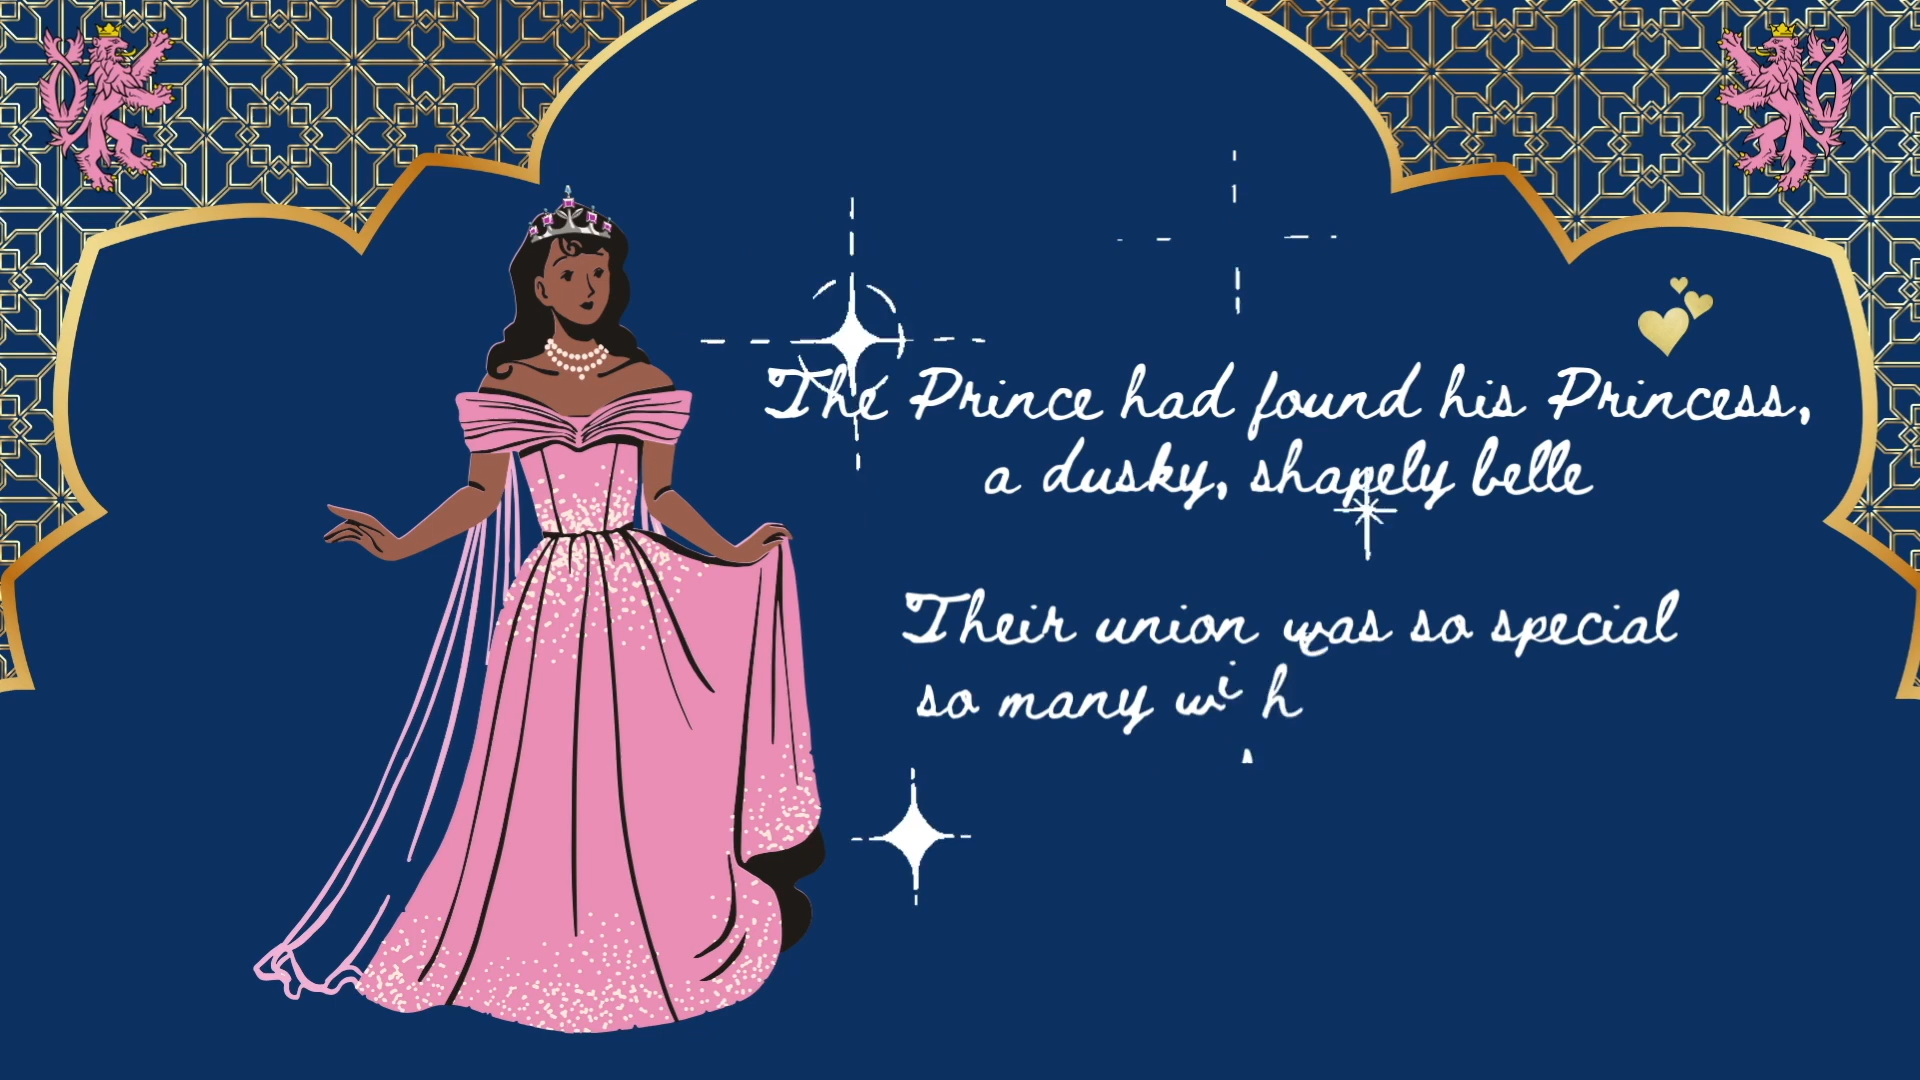 The Prince had found his Princess,
a dusky, shapely belle
Their union was so special
so many